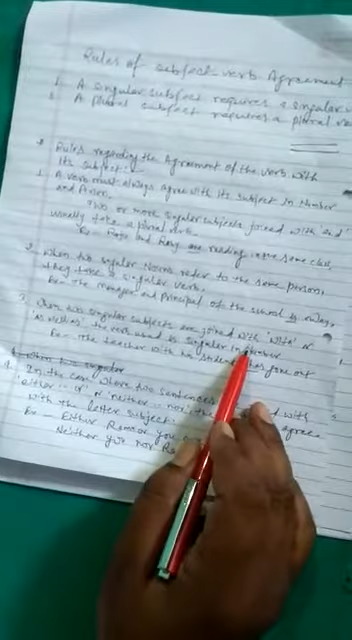 Rules of subject-verb Agreement
1. A singular subject requires a singular
2. A plural subject requires a plural
Rules regarding the Agreement of the verb with
its subject:-
1. A verb must always agree with its subject in Number
and Person.
Two or more singular subjects joined with 'and'
usually take a plural verb.
Ex- and are reading in the same class
2. When two singular Nouns refer to the same person,
they take a singular verb.
Ex- The manager and Principal of the school is
3. When two singular subjects are joined with 'with' or
'as well as' the verb used is singular in number
Ex- The teacher with his has gone out
4. In the case where two sentences with
'either...or' or 'neither...nor', the agree
with the latter subject.
Ex- Either you
Neither you nor